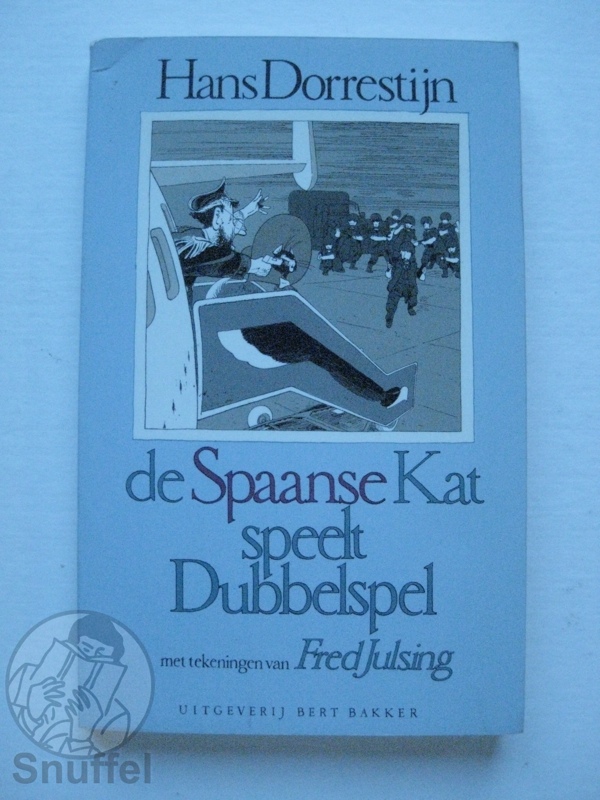 Hans Dorrestijn
de Spaanse Kat
speelt
Dubbelspel
met tekeningen van Fred Julsing
UITGEVERIJ BERT BAKKER
Snuffel